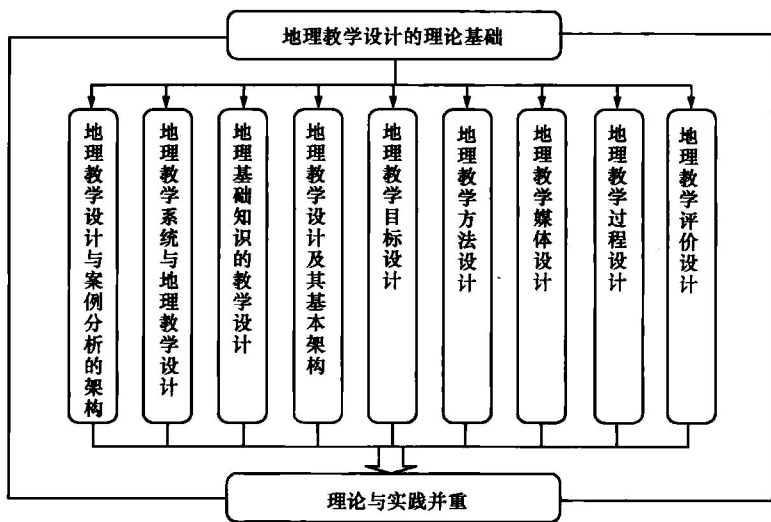 地理教学设计的理论基础
地理教学设计与案例分析的架构
地理教学系统与地理教学设计
地理基础知识的教学设计
地理教学设计及其基本架构
地理教学目标设计
地理教学方法设计
地理教学媒体设计
地理教学过程设计
地理教学评价设计
理论与实践并重